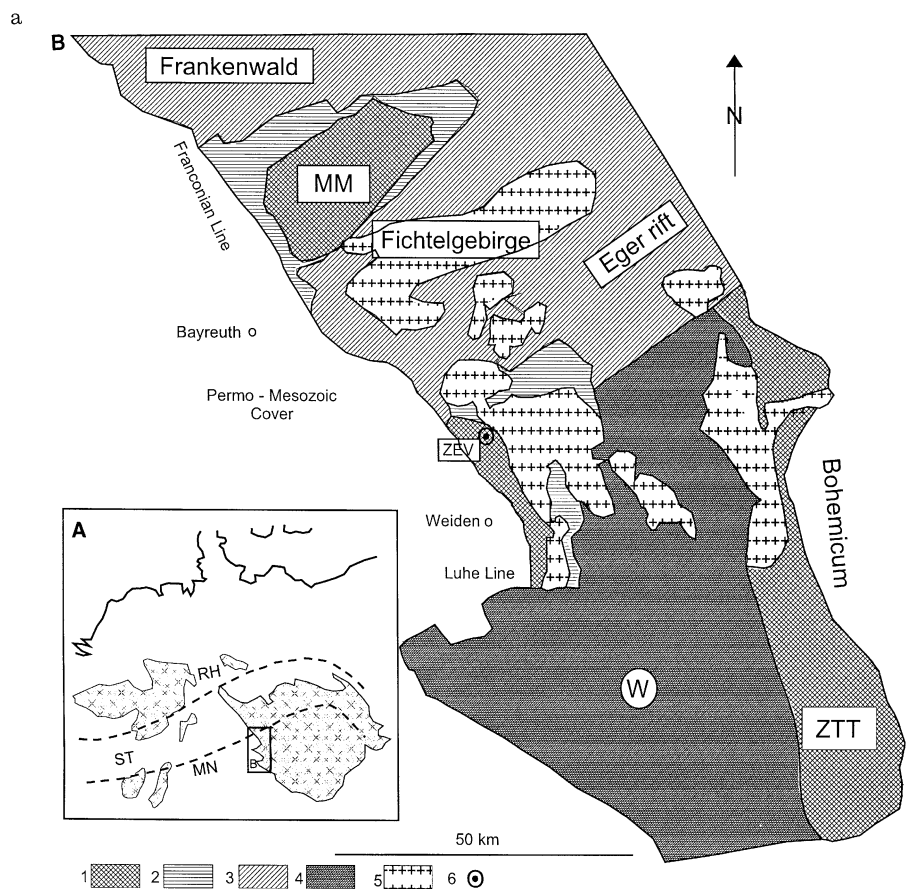 a
B
Frankenwald
N
Franconian Line
MM
Fichtelgebirge
Eger rift
Bayreuth
Permo - Mesozoic
Cover
ZEV
Bohemicum
Weiden
Luhe Line
A
RH
ST
MN
B
W
ZTT
50 km
1 2 3 4 5 6